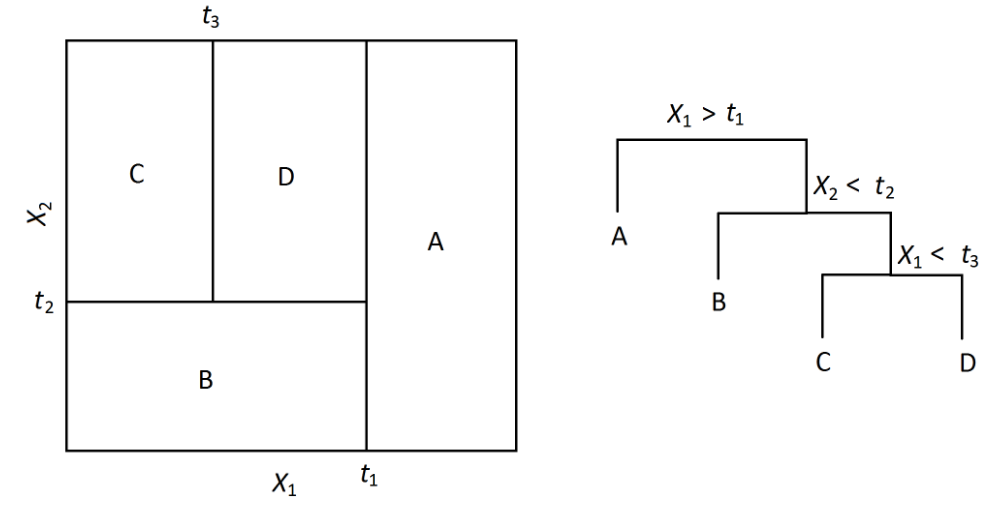 t₃
C
D
X₂
A
t₂
B
X₁
t₁
X₁ > t₁
X₂ < t₂
A
X₁ < t₃
B
C
D